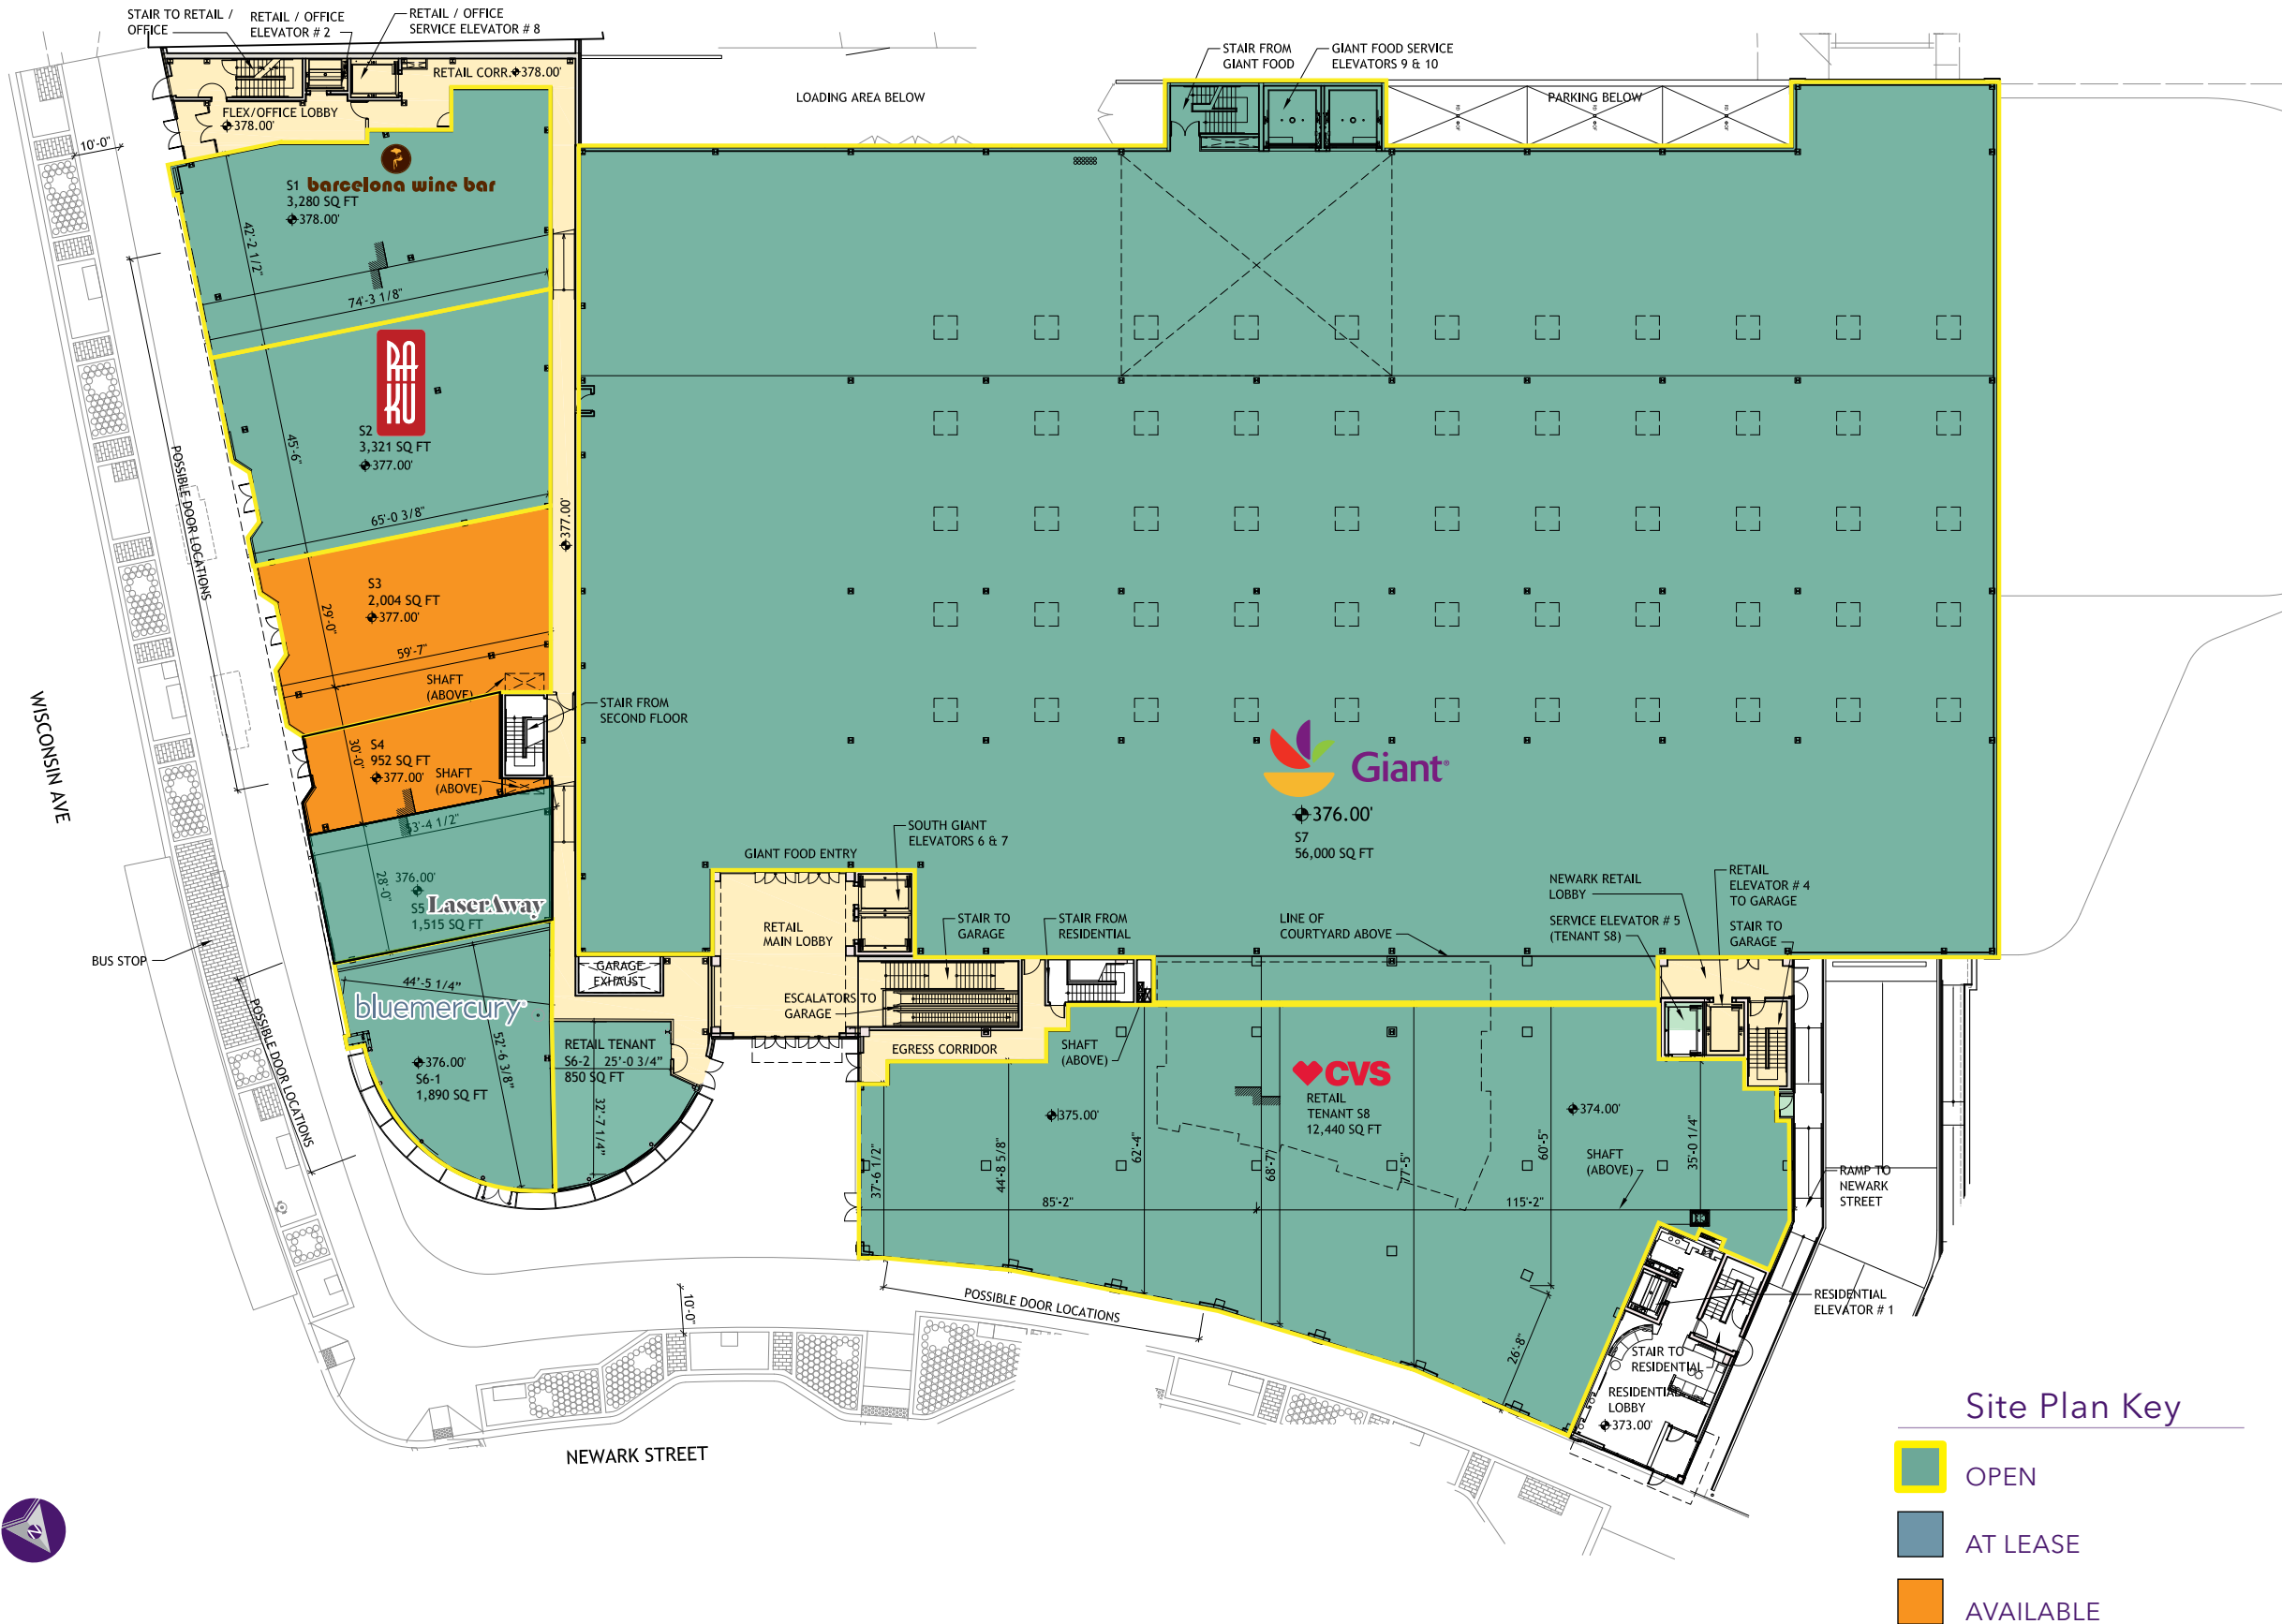 STAIR TO RETAIL /
OFFICE
RETAIL / OFFICE
ELEVATOR # 2
RETAIL / OFFICE
SERVICE ELEVATOR # 8
RETAIL CORR. 378.00'
FLEX/OFFICE LOBBY
378.00'
10'-0"
LOADING AREA BELOW
STAIR FROM
GIANT FOOD
GIANT FOOD SERVICE
ELEVATORS 9 & 10
PARKING BELOW
S1 barcelona wine bar
3,280 SQ FT
378.00'
42'-2 1/2"
74'-3 1/8"
RAKU
S2
3,321 SQ FT
377.00'
45'-6"
65'-0 3/8"
377.00'
POSSIBLE DOOR LOCATIONS
S3
2,004 SQ FT
377.00'
29'-0"
59'-7"
SHAFT
(ABOVE)
STAIR FROM
SECOND FLOOR
S4
952 SQ FT
377.00'
30'-0"
SHAFT
(ABOVE)
53'-4 1/2"
WISCONSIN AVE
Giant
376.00'
S7
56,000 SQ FT
28'-0"
376.00'
S5 LaserAway
1,515 SQ FT
BUS STOP
GIANT FOOD ENTRY
SOUTH GIANT
ELEVATORS 6 & 7
RETAIL
MAIN LOBBY
STAIR TO
GARAGE
STAIR FROM
RESIDENTIAL
LINE OF
COURTYARD ABOVE
NEWARK RETAIL
LOBBY
SERVICE ELEVATOR # 5
(TENANT S8)
RETAIL
ELEVATOR # 4
TO GARAGE
STAIR TO
GARAGE
GARAGE
EXHAUST
ESCALATORS TO
GARAGE
EGRESS CORRIDOR
SHAFT
(ABOVE)
44'-5 1/4"
bluemercury
52'-6 3/8"
376.00'
S6-1
1,890 SQ FT
RETAIL TENANT
S6-2 25'-0 3/4"
850 SQ FT
32'-7 1/4"
POSSIBLE DOOR LOCATIONS
CVS
RETAIL
TENANT S8
12,440 SQ FT
375.00'
374.00'
37'-6 1/2"
44'-8 5/8"
62'-4"
68'-7"
77'-5"
60'-5"
35'-0 1/4"
85'-2"
115'-2"
SHAFT
(ABOVE)
RAMP TO
NEWARK
STREET
26'-8"
POSSIBLE DOOR LOCATIONS
10'-0"
RESIDENTIAL
ELEVATOR # 1
STAIR TO
RESIDENTIAL
RESIDENTIAL
LOBBY
373.00'
NEWARK STREET
N
Site Plan Key
OPEN
AT LEASE
AVAILABLE